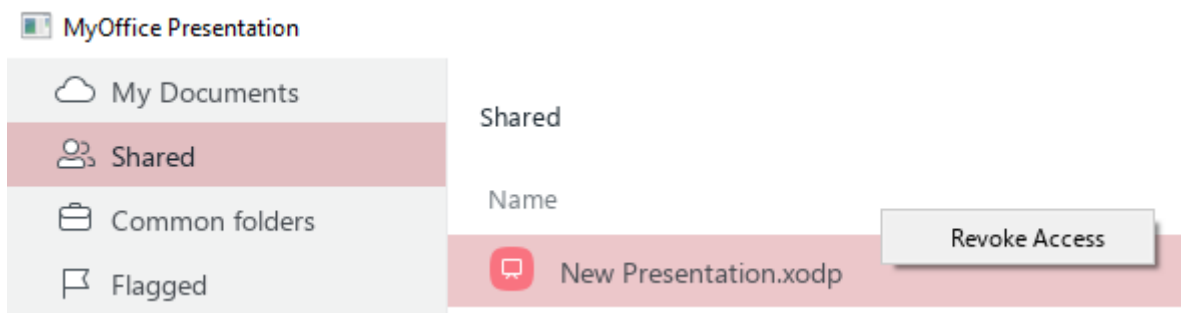 MyOffice Presentation
My Documents
Shared
Common folders
Flagged
Shared
Name
Revoke Access
New Presentation.xodp